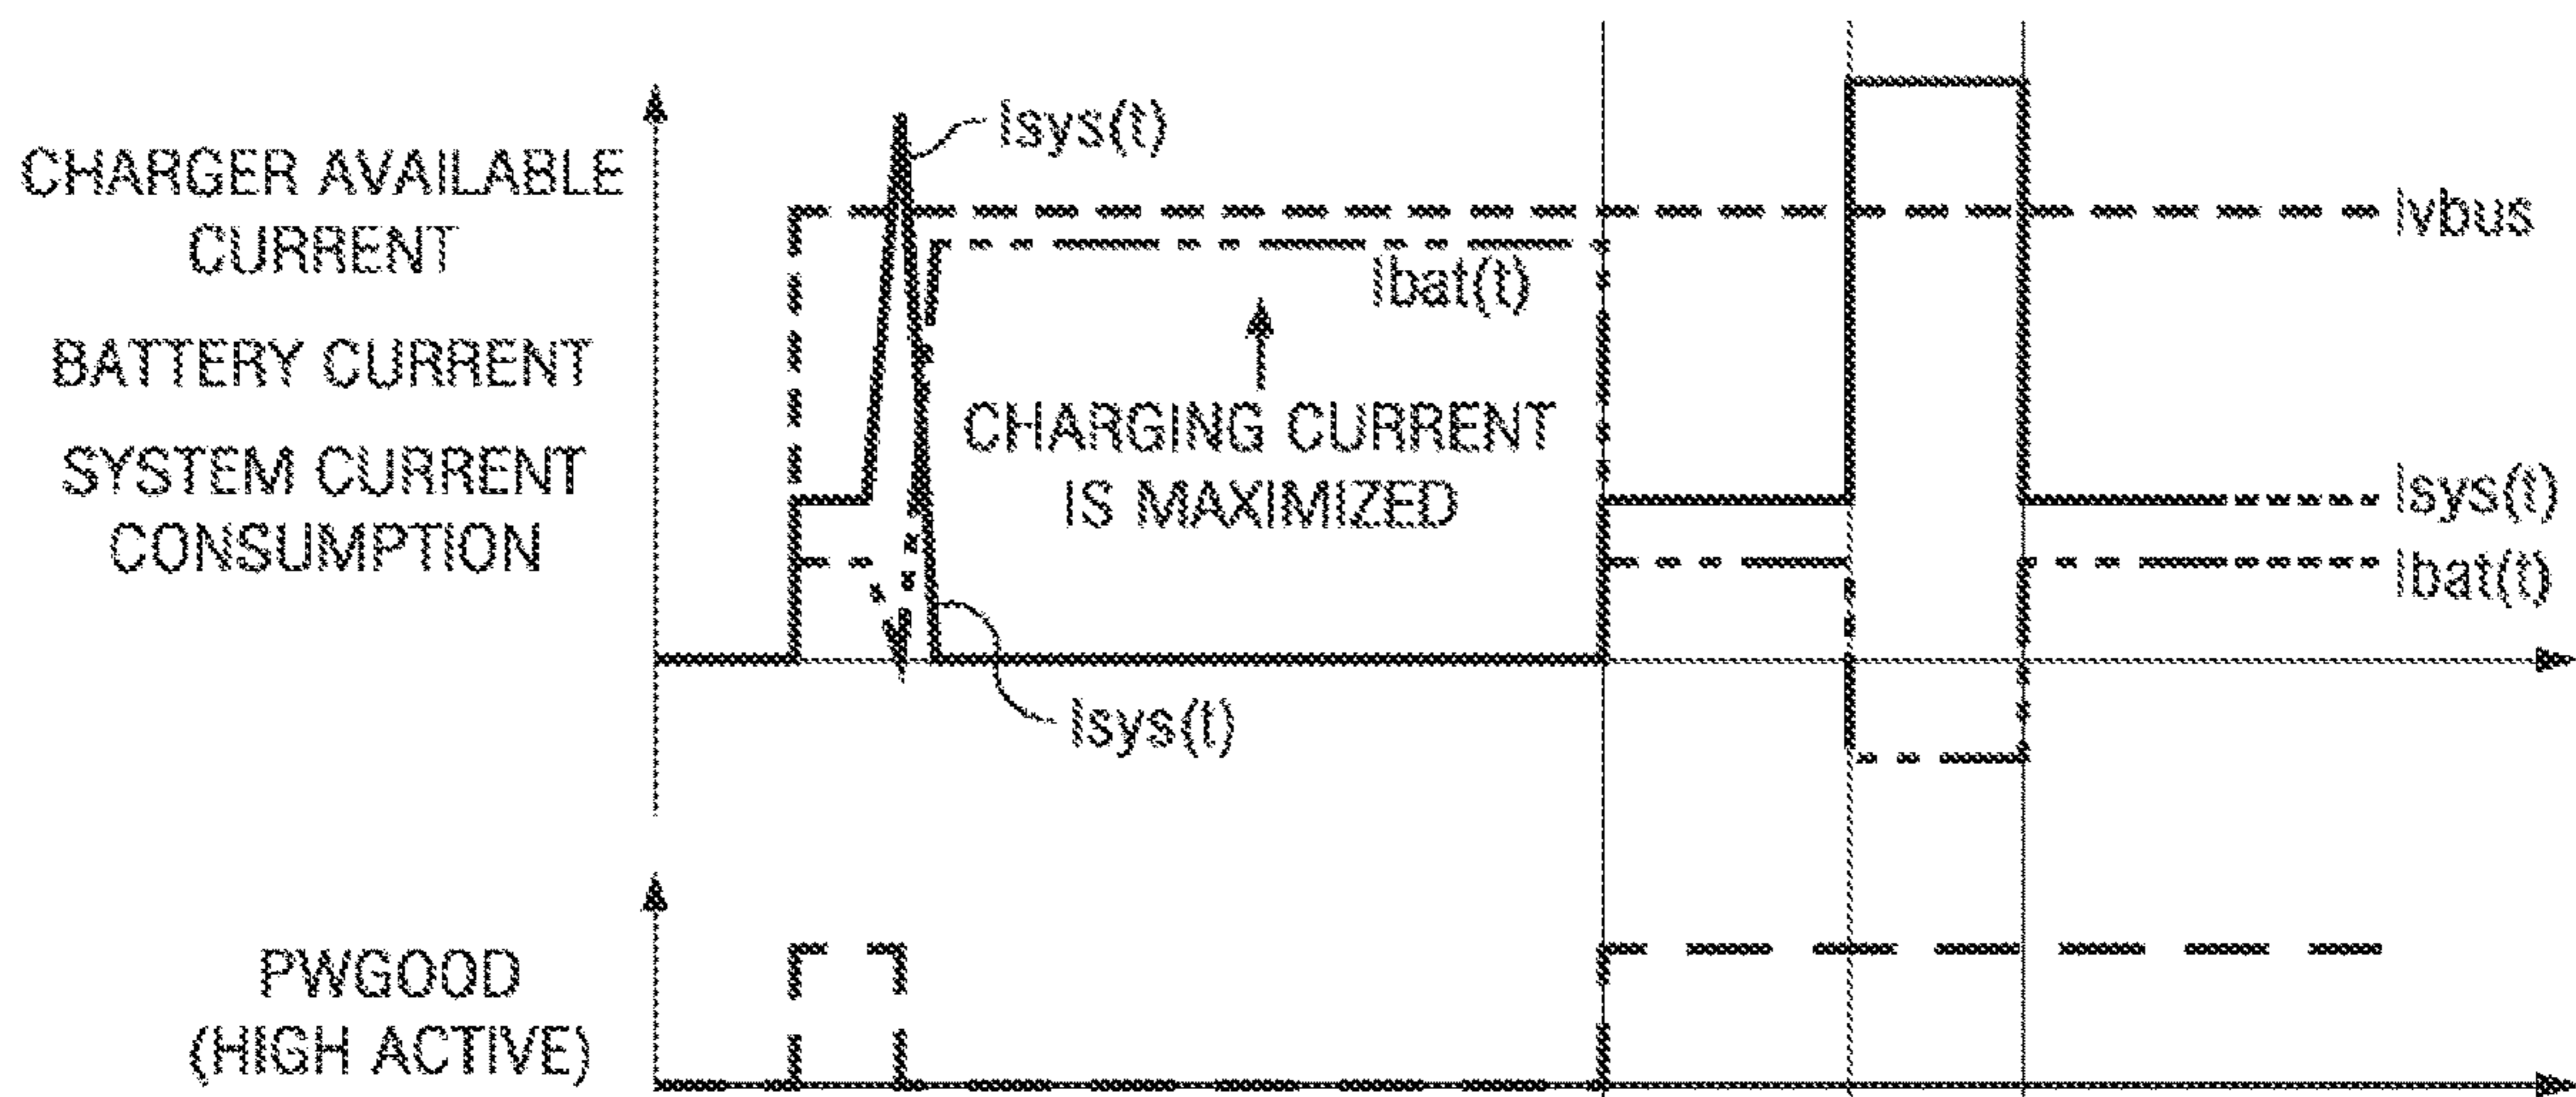 CHARGER AVAILABLE
CURRENT
BATTERY CURRENT
SYSTEM CURRENT
CONSUMPTION
Isys(t)
Ivbus
Ibat(t)
CHARGING CURRENT
IS MAXIMIZED
Isys(t)
Ibat(t)
Isys(t)
PWGOOD
(HIGH ACTIVE)